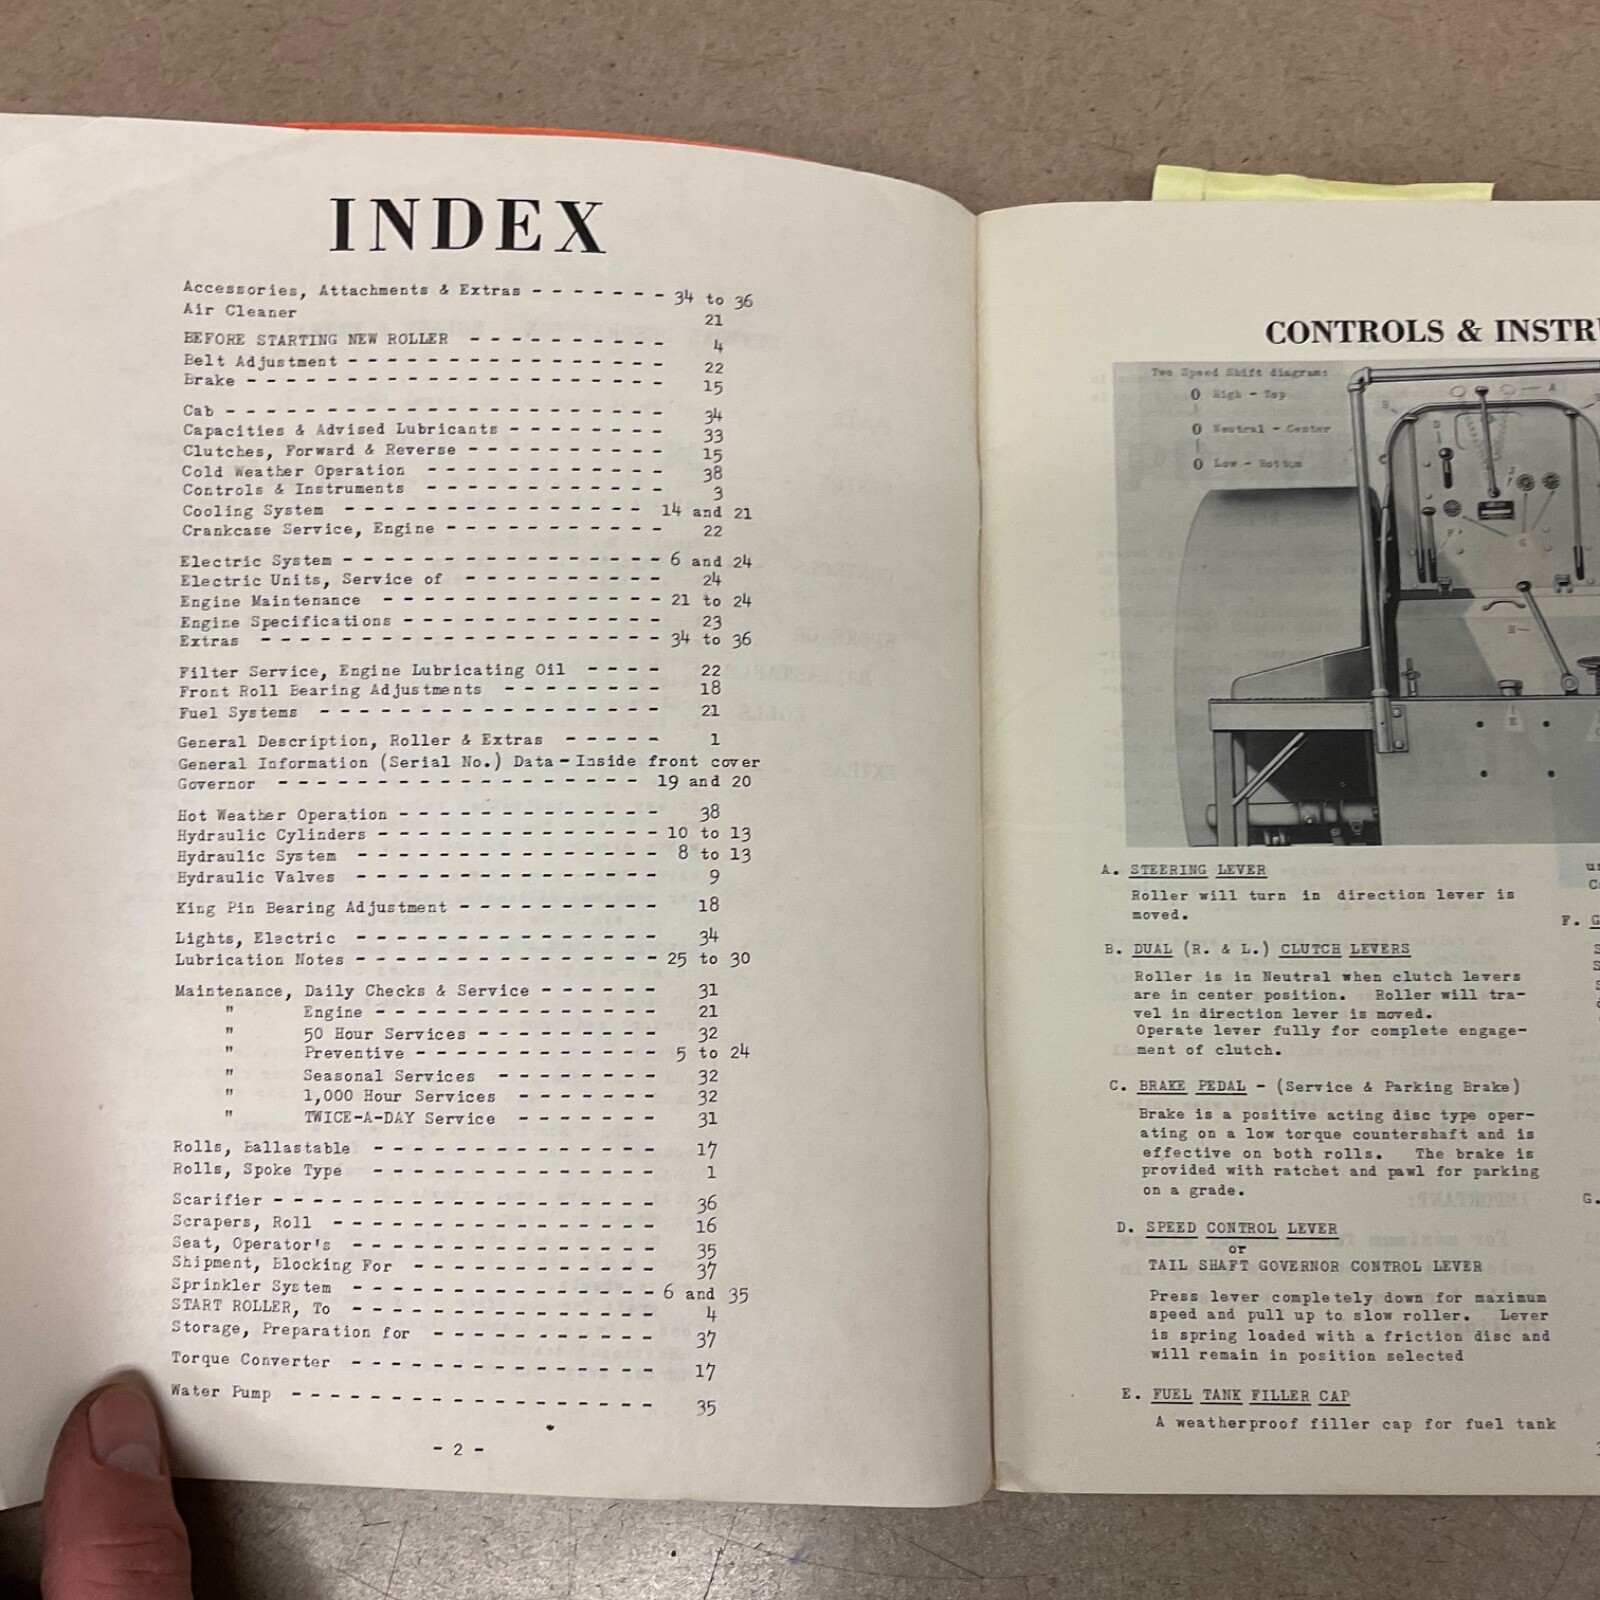 INDEX
Accessories, Attachments & Extras - - - - - - - 34 to 36
Air Cleaner 21
BEFORE STARTING NEW ROLLER - - - - - - - - - - 4
Belt Adjustment - - - - - - - - - - - - - - - - 22
Brake - - - - - - - - - - - - - - - - - - - - - 15
Cab - - - - - - - - - - - - - - - - - - - - - - 34
Capacities & Advised Lubricants - - - - - - - - 33
Clutches, Forward & Reverse - - - - - - - - - - 15
Cold Weather Operation - - - - - - - - - - - - 38
Controls & Instruments - - - - - - - - - - - - 3
Cooling System - - - - - - - - - - - - - - - 14 and 21
Crankcase Service, Engine - - - - - - - - - - - 22
Electric System - - - - - - - - - - - - - - - - 6 and 24
Electric Units, Service of - - - - - - - - - - 24
Engine Maintenance - - - - - - - - - - - - - - 21 to 24
Engine Specifications - - - - - - - - - - - - - 23
Extras - - - - - - - - - - - - - - - - - - - - 34 to 36
Filter Service, Engine Lubricating Oil - - - - 22
Front Roll Bearing Adjustments - - - - - - - - 18
Fuel Systems - - - - - - - - - - - - - - - - - 21
General Description, Roller & Extras - - - - - 1
General Information (Serial No.) Data - Inside front cover
Governor - - - - - - - - - - - - - - - - - - 19 and 20
Hot Weather Operation - - - - - - - - - - - - - 38
Hydraulic Cylinders - - - - - - - - - - - - - - 10 to 13
Hydraulic System - - - - - - - - - - - - - - - 8 to 13
Hydraulic Valves - - - - - - - - - - - - - - - 9
King Pin Bearing Adjustment - - - - - - - - - - 18
Lights, Electric - - - - - - - - - - - - - - - 34
Lubrication Notes - - - - - - - - - - - - - - - 25 to 30
Maintenance, Daily Checks & Service - - - - - - 31
" Engine - - - - - - - - - - - - - - 21
" 50 Hour Services - - - - - - - - - 32
" Preventive - - - - - - - - - - - - 5 to 24
" Seasonal Services - - - - - - - - 32
" 1,000 Hour Services - - - - - - - 32
" TWICE-A-DAY Service - - - - - - - 31
Rolls, Ballastable - - - - - - - - - - - - - - 17
Rolls, Spoke Type - - - - - - - - - - - - - - 1
Scarifier - - - - - - - - - - - - - - - - - - - 36
Scrapers, Roll - - - - - - - - - - - - - - - - 16
Seat, Operator's - - - - - - - - - - - - - - - 35
Shipment, Blocking For - - - - - - - - - - - - 37
Sprinkler System - - - - - - - - - - - - - - - 6 and 35
START ROLLER, To - - - - - - - - - - - - - - - 4
Storage, Preparation for - - - - - - - - - - - 37
Torque Converter - - - - - - - - - - - - - - - 17
Water Pump - - - - - - - - - - - - - - - - - - 35
- 2 -
CONTROLS & INSTRU
Two Speed Shift diagram:
0 High - Top
0 Neutral - Center
0 Low - Bottom
A
B
D
J
F
G
H
E
A. STEERING LEVER
Roller will turn in direction lever is
moved.
B. DUAL (R. & L.) CLUTCH LEVERS
Roller is in Neutral when clutch levers
are in center position. Roller will tra-
vel in direction lever is moved.
Operate lever fully for complete engage-
ment of clutch.
C. BRAKE PEDAL - (Service & Parking Brake)
Brake is a positive acting disc type oper-
ating on a low torque countershaft and is
effective on both rolls. The brake is
provided with ratchet and pawl for parking
on a grade.
D. SPEED CONTROL LEVER
or
TAIL SHAFT GOVERNOR CONTROL LEVER
Press lever completely down for maximum
speed and pull up to slow roller. Lever
is spring loaded with a friction disc and
will remain in position selected
E. FUEL TANK FILLER CAP
A weatherproof filler cap for fuel tank
F. G
G.